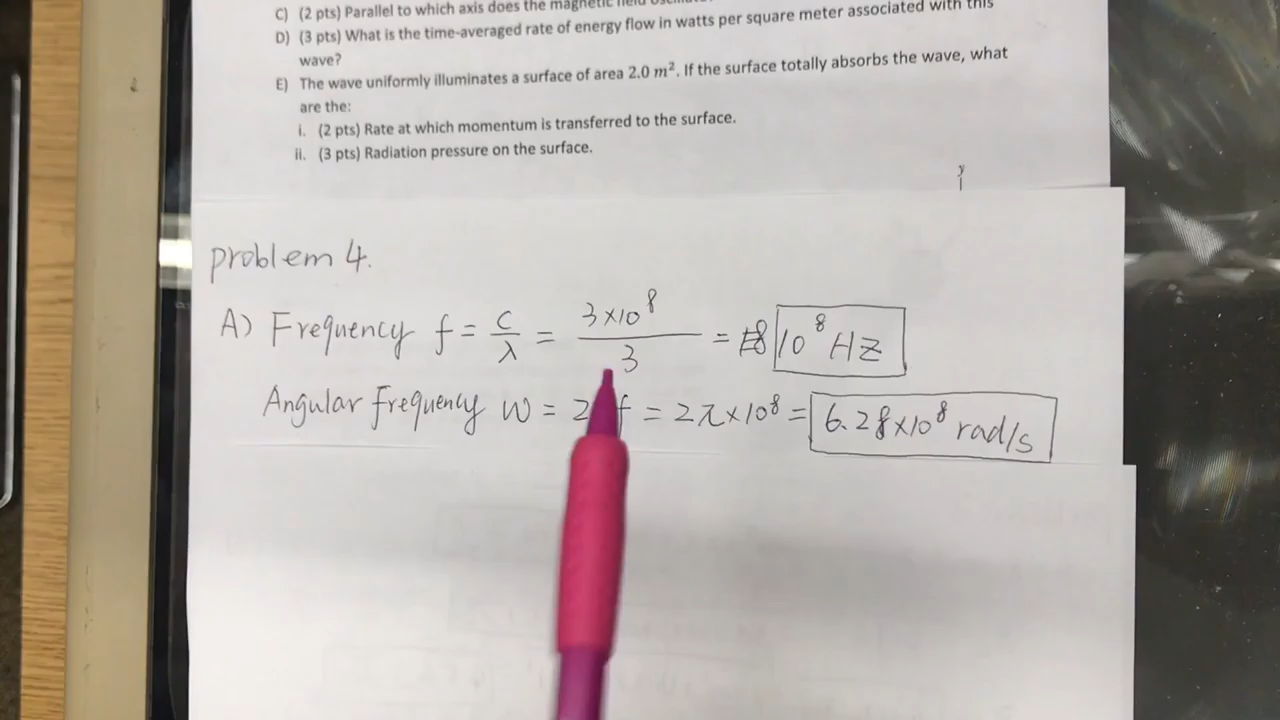 C) (2 pts) Parallel to which axis does the magnetic field
D) (3 pts) What is the time-averaged rate of energy flow in watts per square meter associated with this
wave?
E) The wave uniformly illuminates a surface of area 2.0 m². If the surface totally absorbs the wave, what
are the:
i. (2 pts) Rate at which momentum is transferred to the surface.
ii. (3 pts) Radiation pressure on the surface.
y
problem 4.
A) Frequency f = c/λ = 3×10⁸/3 = 10⁸ HZ
Angular frequency ω = 2 f = 2π×10⁸ = 6.28×10⁸ rad/s